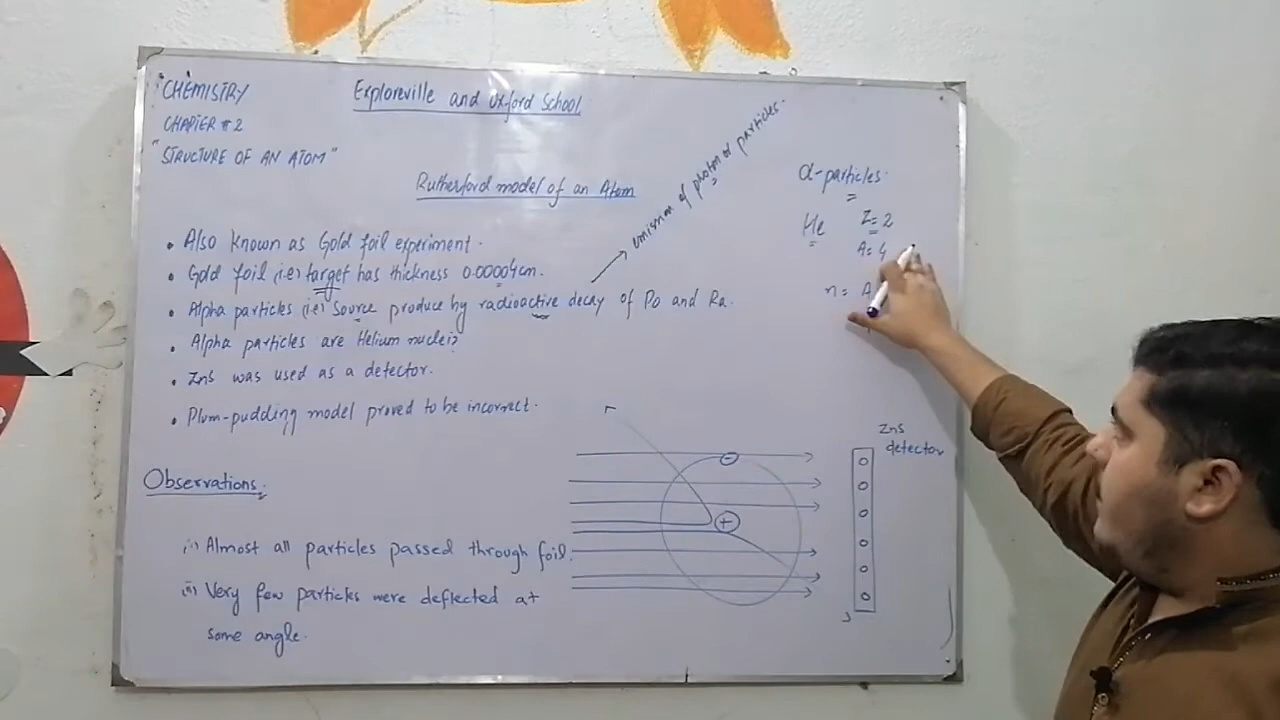 CHEMISTRY
CHAPTER # 2
"STRUCTURE OF AN ATOM"
Exploreville and Oxford School
Rutherford model of an Atom
• Also known as Gold foil experiment.
• Gold foil (i.e) target has thickness 0.00004cm.
• Alpha particles (i.e) source produce by radioactive decay of Po and Ra.
• Alpha particles are Helium nuclei
• ZnS was used as a detector.
• Plum-pudding model proved to be incorrect.
emission of photon or particles.
α-particles.
He Z=2
A=4
n = A
Observations
(i) Almost all particles passed through foil.
(ii) Very few particles were deflected at
some angle.
ZnS
detector
-
+